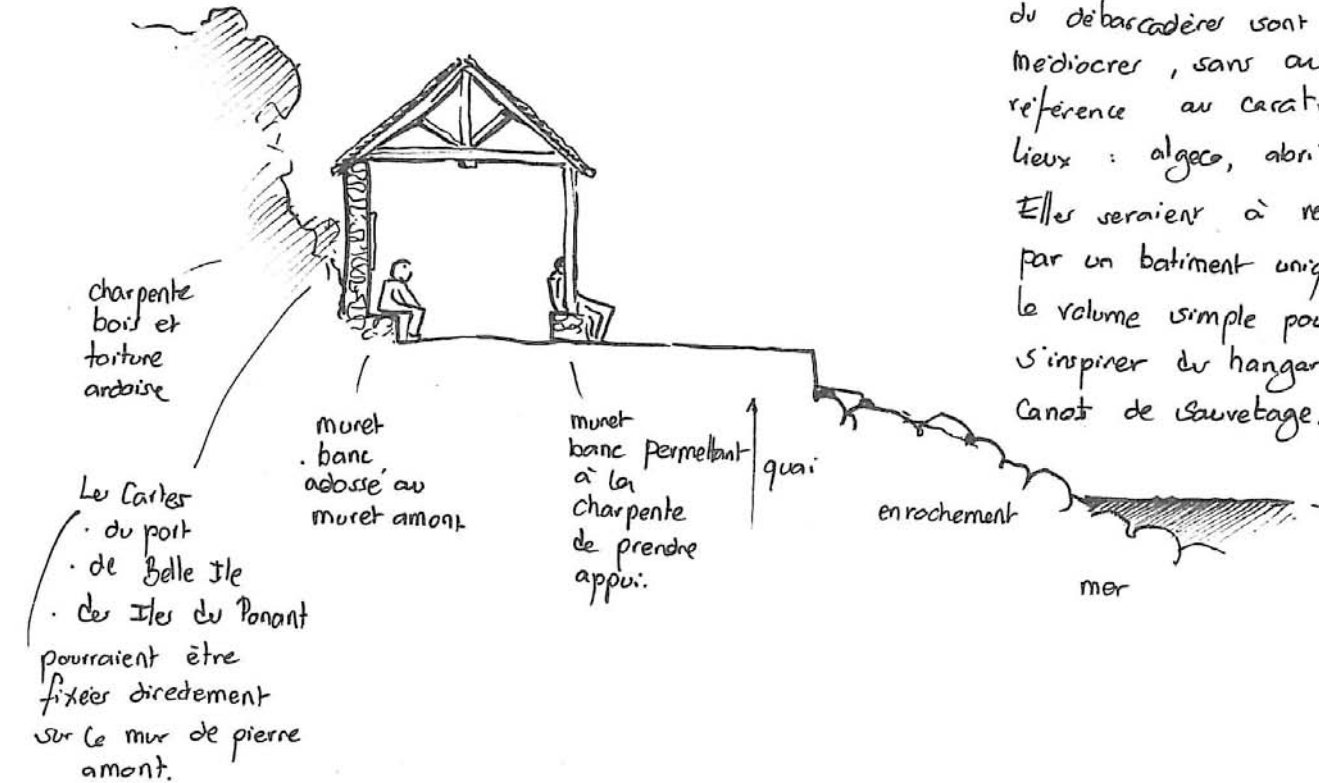 du débarcadères sont
médiocres, sans au
référence au carat
lieux : algeco, abri
Elles seraient à re
par un batiment uniq
le volume simple pou
s'inspirer du hangar
Canot de Sauvetage.
charpente
bois et
toiture
ardoise
muret
. banc
adossé au
muret amont
muret
banc permettant
à la
charpente
de prendre
appui.
quai
enrochement
mer
Les Cartes
. du port
. de Belle Ile
. des Iles du Ponant
pourraient être
fixées directement
sur ce mur de pierre
amont.